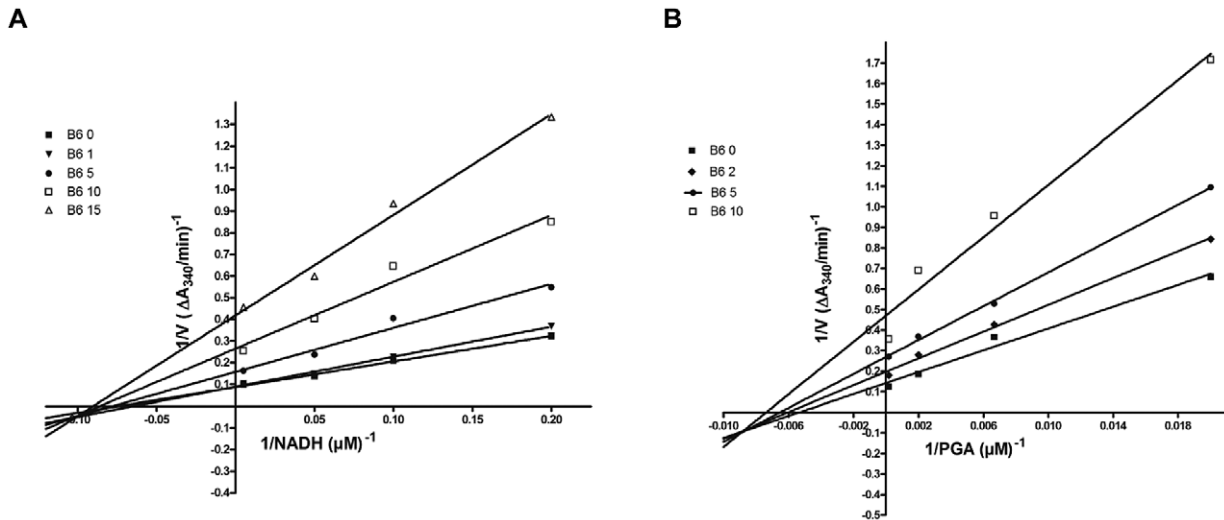 A
B6 0
B6 1
B6 5
B6 10
B6 15
1/V (ΔA340/min)-1
1.3
1.2
1.1
1.0
0.9
0.8
0.7
0.6
0.5
0.4
0.3
0.2
0.1
-0.1
-0.2
-0.3
-0.4
-0.10 -0.05 0.05 0.10 0.15 0.20
1/NADH (μM)-1
B
B6 0
B6 2
B6 5
B6 10
1/V (ΔA340/min)-1
1.7
1.6
1.5
1.4
1.3
1.2
1.1
1.0
0.9
0.8
0.7
0.6
0.5
0.4
0.3
0.2
0.1
-0.1
-0.2
-0.3
-0.4
-0.5
-0.010 -0.006 -0.002 0.002 0.006 0.010 0.014 0.018
1/PGA (μM)-1